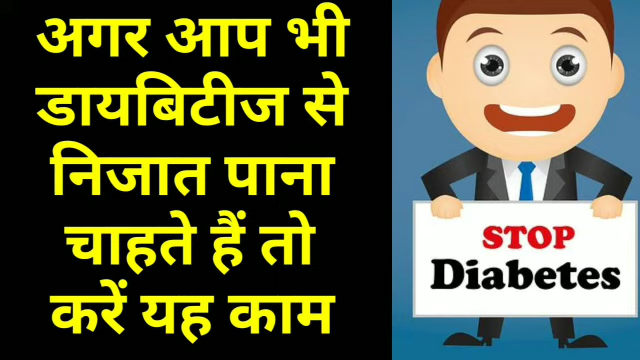 अगर आप भी
डायबिटीज से
निजात पाना
चाहते हैं तो
करें यह काम
STOP
Diabetes